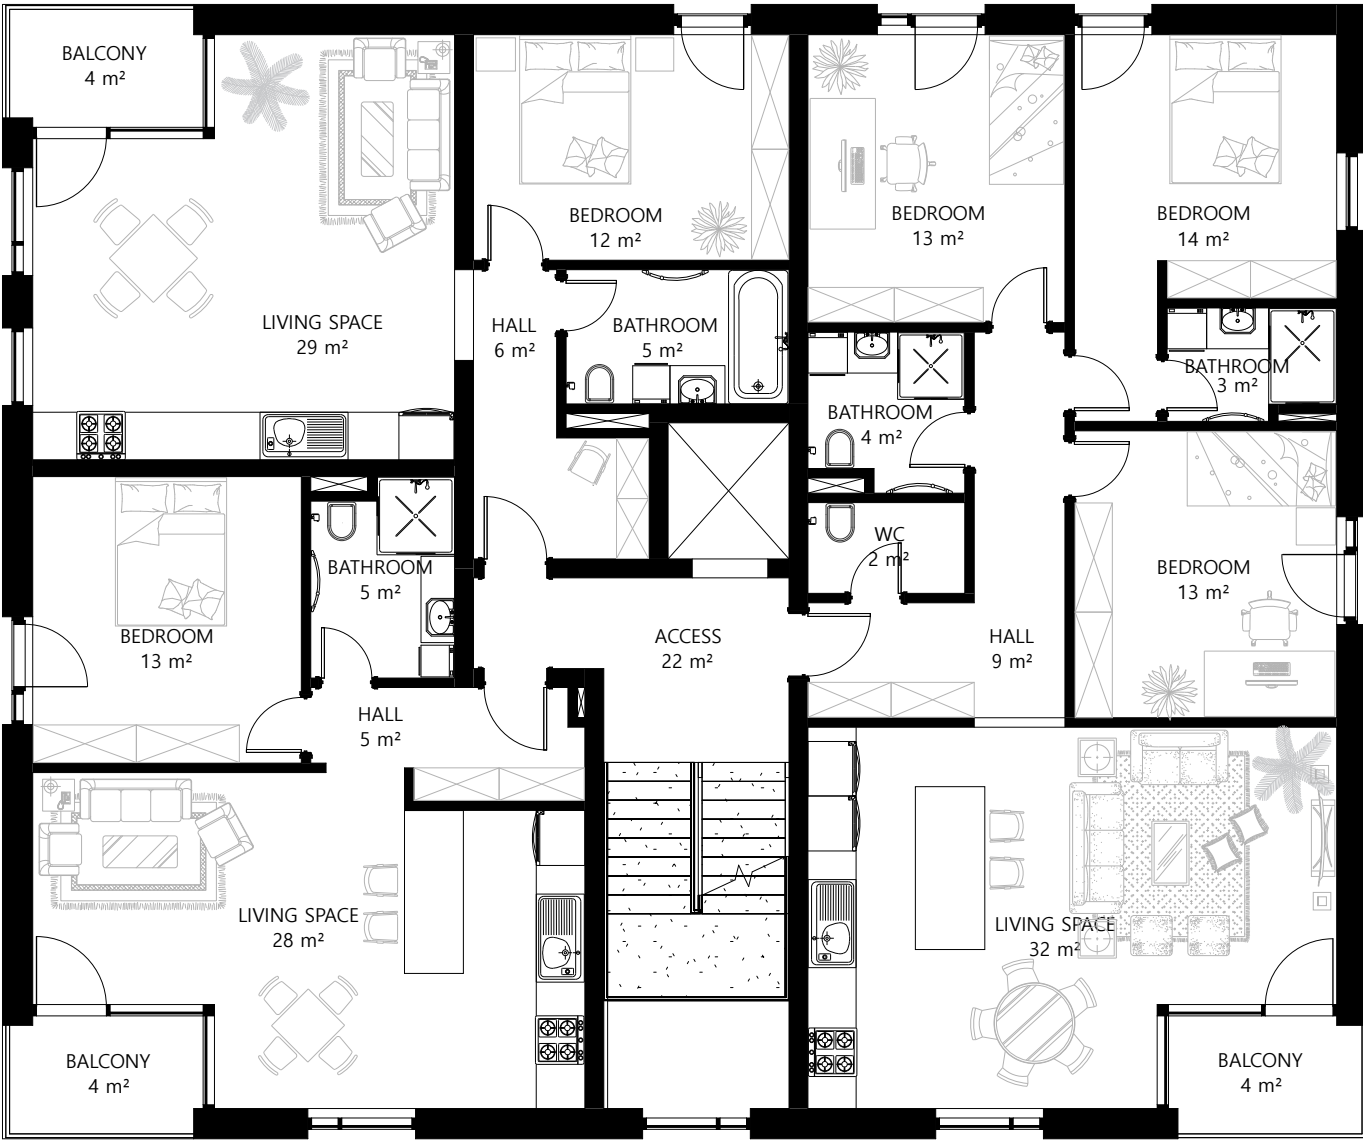 BALCONY
4 m²
LIVING SPACE
29 m²
HALL
6 m²
BEDROOM
12 m²
BATHROOM
5 m²
BEDROOM
13 m²
BEDROOM
14 m²
BATHROOM
3 m²
BATHROOM
4 m²
WC
2 m²
BEDROOM
13 m²
HALL
9 m²
ACCESS
22 m²
BATHROOM
5 m²
BEDROOM
13 m²
HALL
5 m²
LIVING SPACE
28 m²
BALCONY
4 m²
LIVING SPACE
32 m²
BALCONY
4 m²